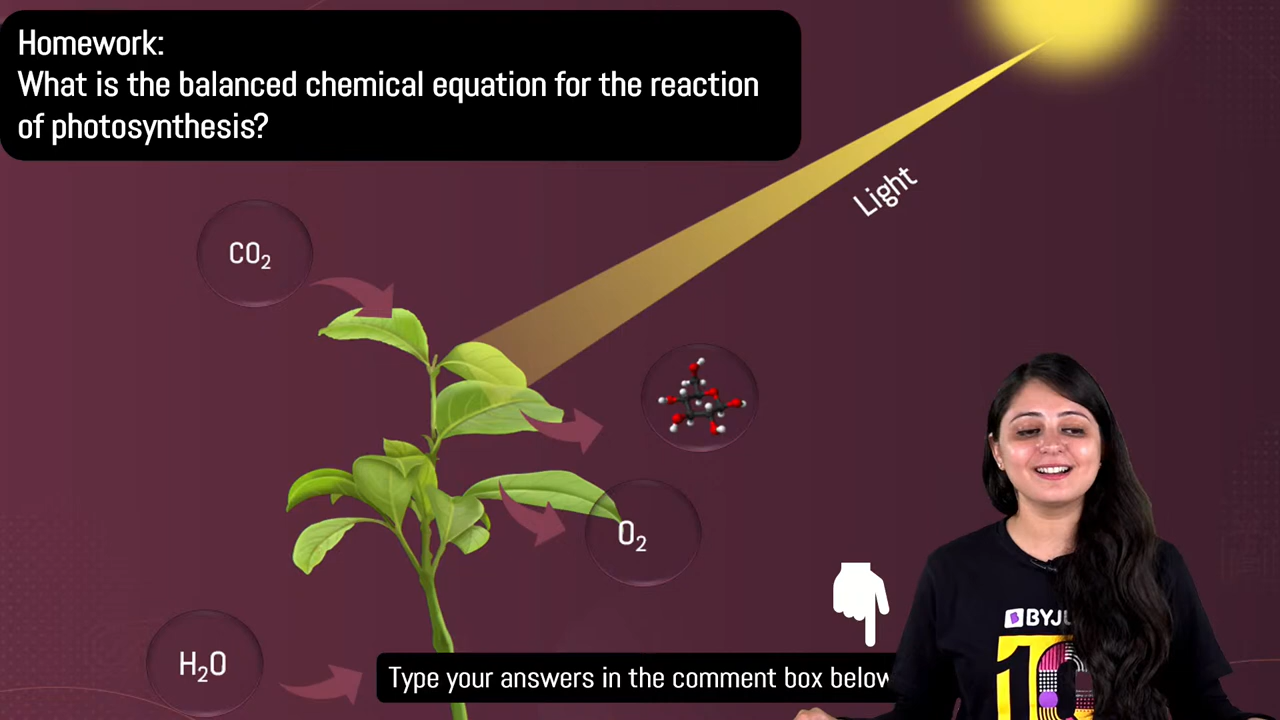 Homework:
What is the balanced chemical equation for the reaction
of photosynthesis?
Light
CO₂
O₂
H₂O
Type your answers in the comment box below
BYJU
10